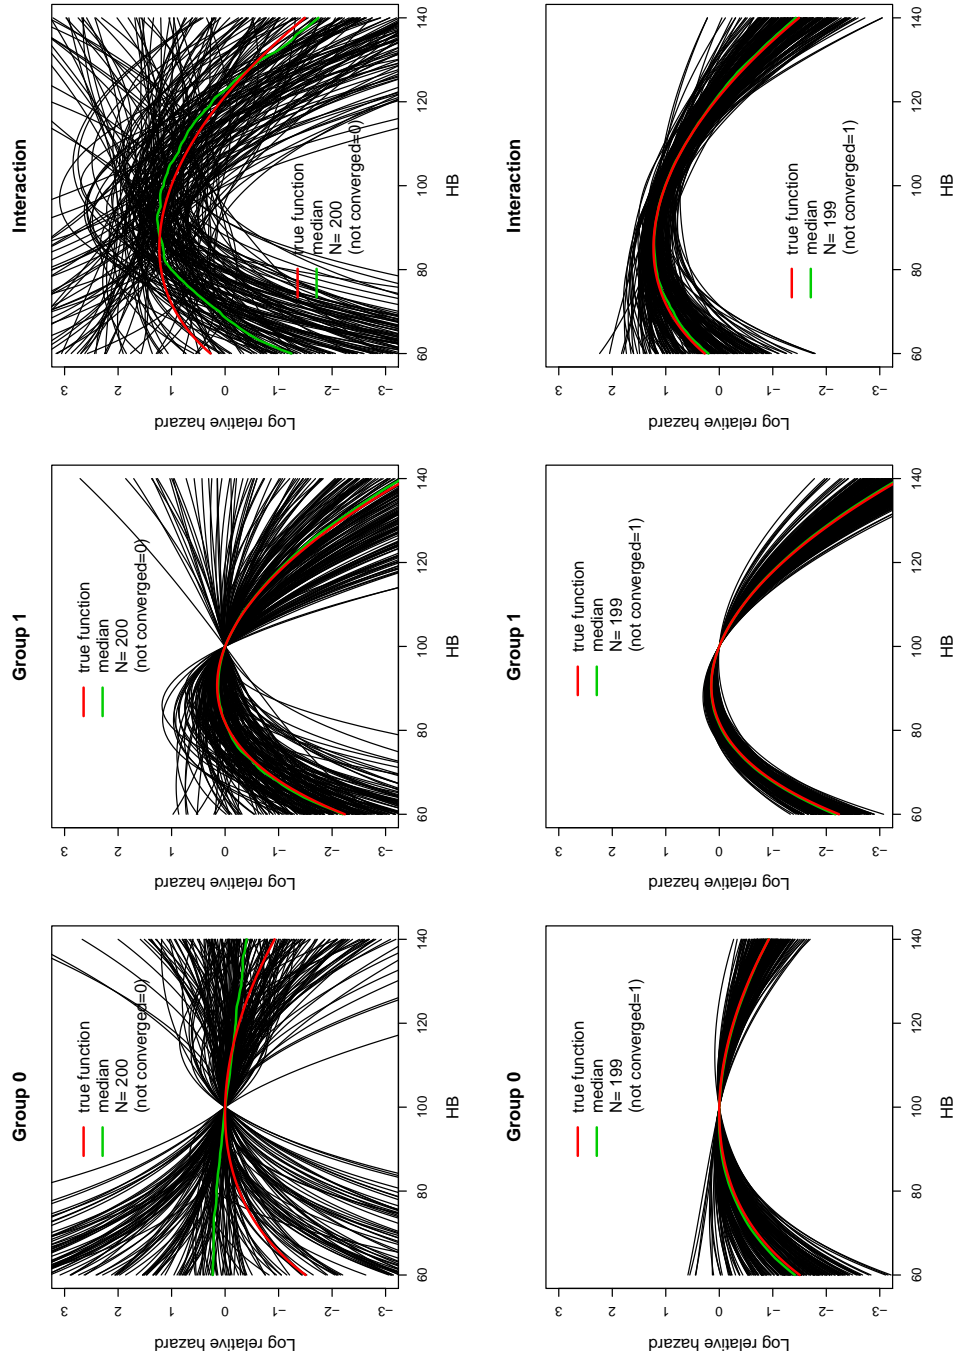 Group 0
3
2
1
0
−1
−2
−3
Log relative hazard
60 80 100 120 140
HB
true function
median
N= 200
(not converged=0)
Group 1
3
2
1
0
−1
−2
−3
Log relative hazard
60 80 100 120 140
HB
true function
median
N= 200
(not converged=0)
Interaction
3
2
1
0
−1
−2
−3
Log relative hazard
60 80 100 120 140
HB
true function
median
N= 200
(not converged=0)
Group 0
3
2
1
0
−1
−2
−3
Log relative hazard
60 80 100 120 140
HB
true function
median
N= 199
(not converged=1)
Group 1
3
2
1
0
−1
−2
−3
Log relative hazard
60 80 100 120 140
HB
true function
median
N= 199
(not converged=1)
Interaction
3
2
1
0
−1
−2
−3
Log relative hazard
60 80 100 120 140
HB
true function
median
N= 199
(not converged=1)